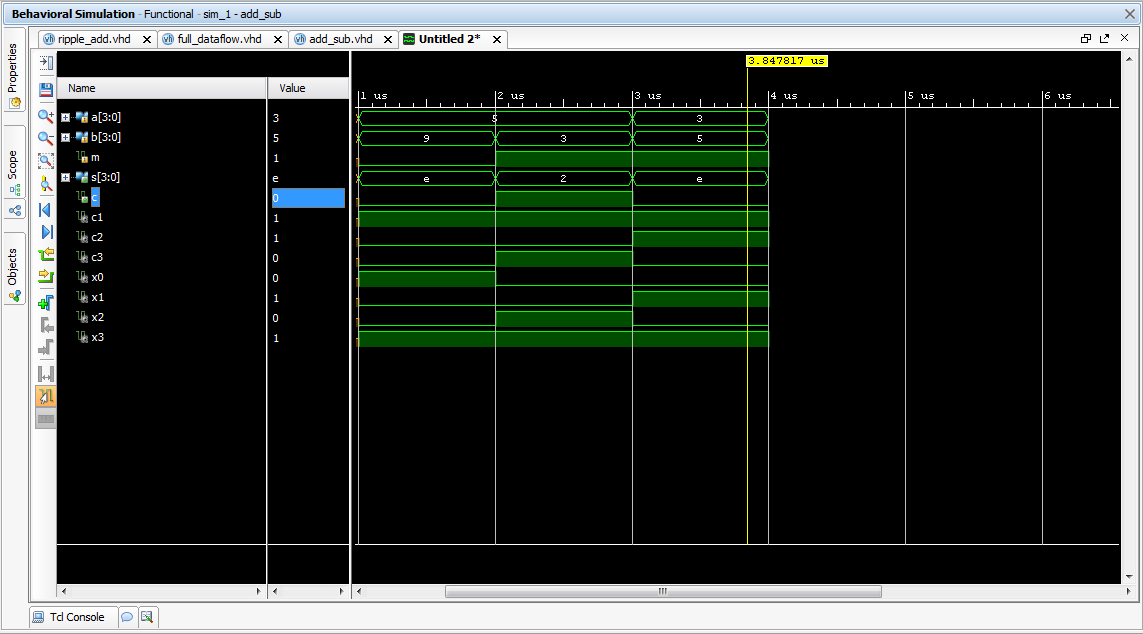 Behavioral Simulation - Functional - sim_1 - add_sub
ripple_add.vhd
full_dataflow.vhd
add_sub.vhd
Untitled 2*
Properties
Scope
Objects
3.847817 us
Name
Value
1 us
2 us
3 us
4 us
5 us
6 us
a[3:0]
3
5
3
b[3:0]
5
9
3
5
m
1
s[3:0]
e
e
2
e
c
0
c1
1
c2
1
c3
0
x0
0
x1
1
x2
0
x3
1
Tcl Console